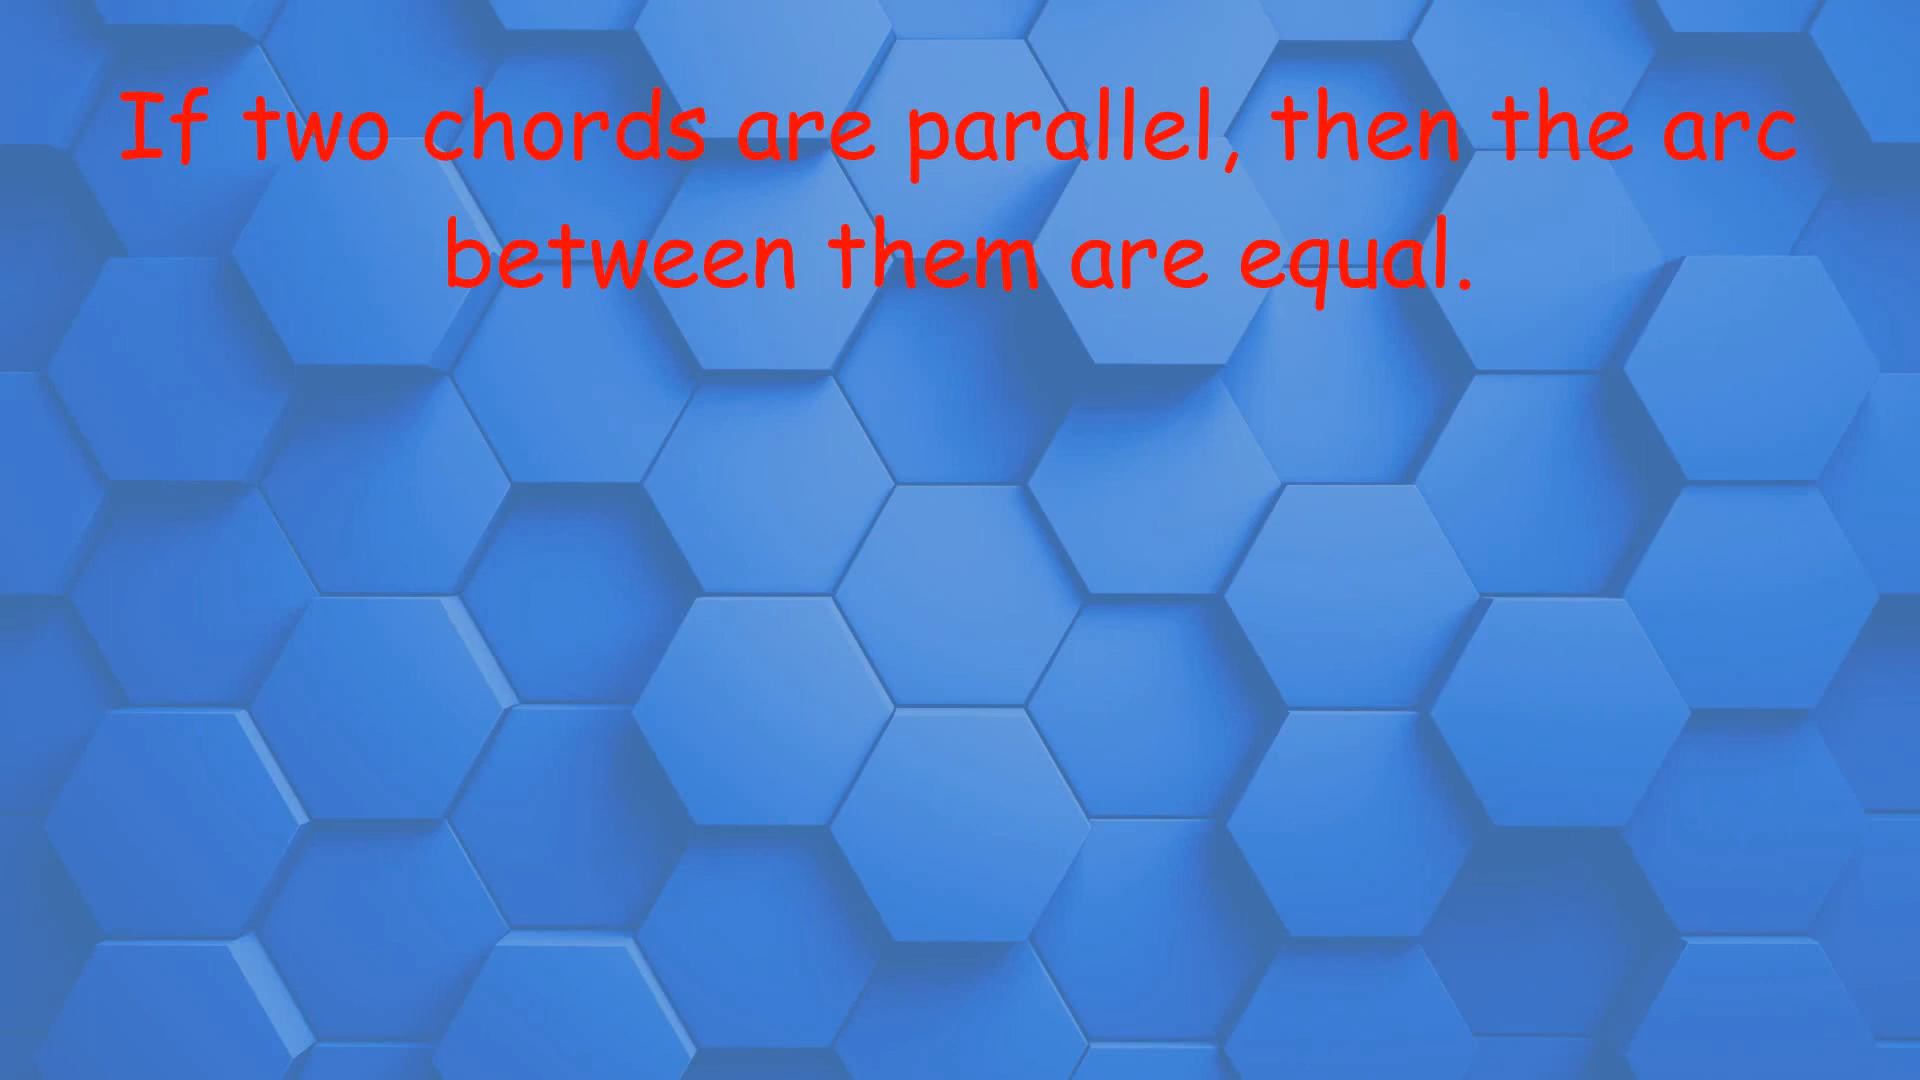 If two chords are parallel, then the arc
between them are equal.